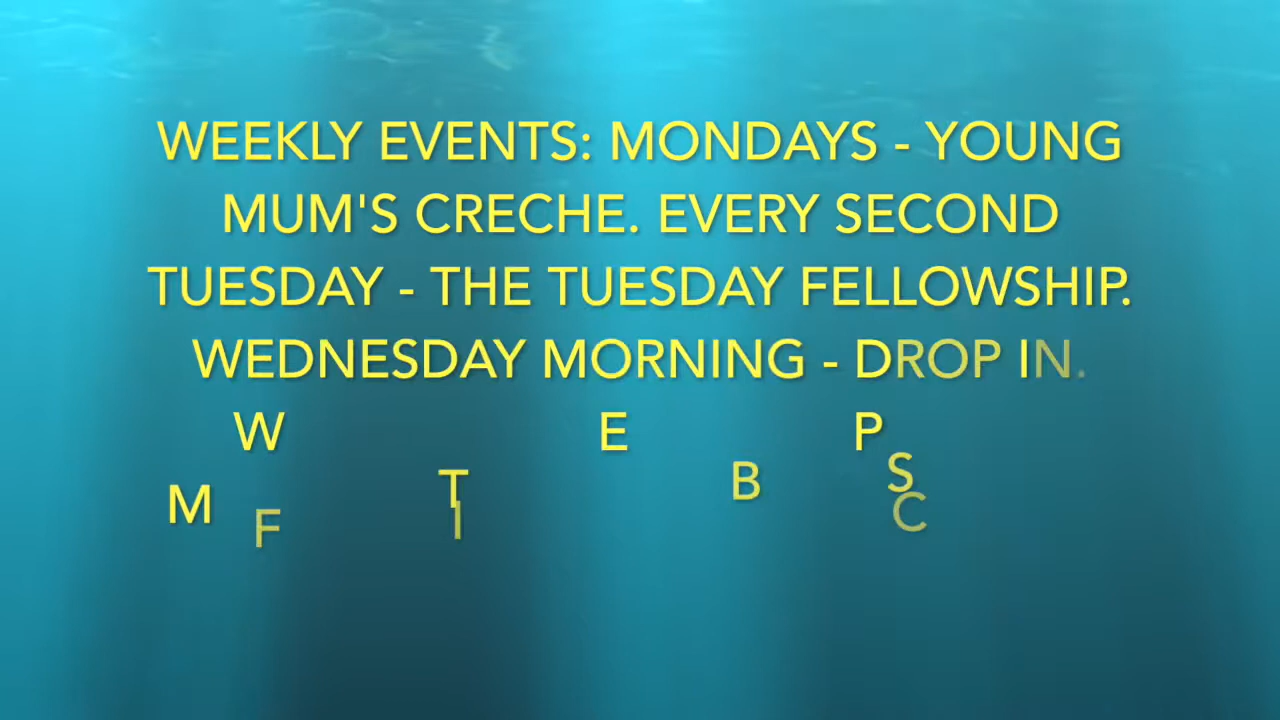 WEEKLY EVENTS: MONDAYS - YOUNG
MUM'S CRECHE. EVERY SECOND
TUESDAY - THE TUESDAY FELLOWSHIP.
WEDNESDAY MORNING - DROP IN.
W E P
M T B S
F I C